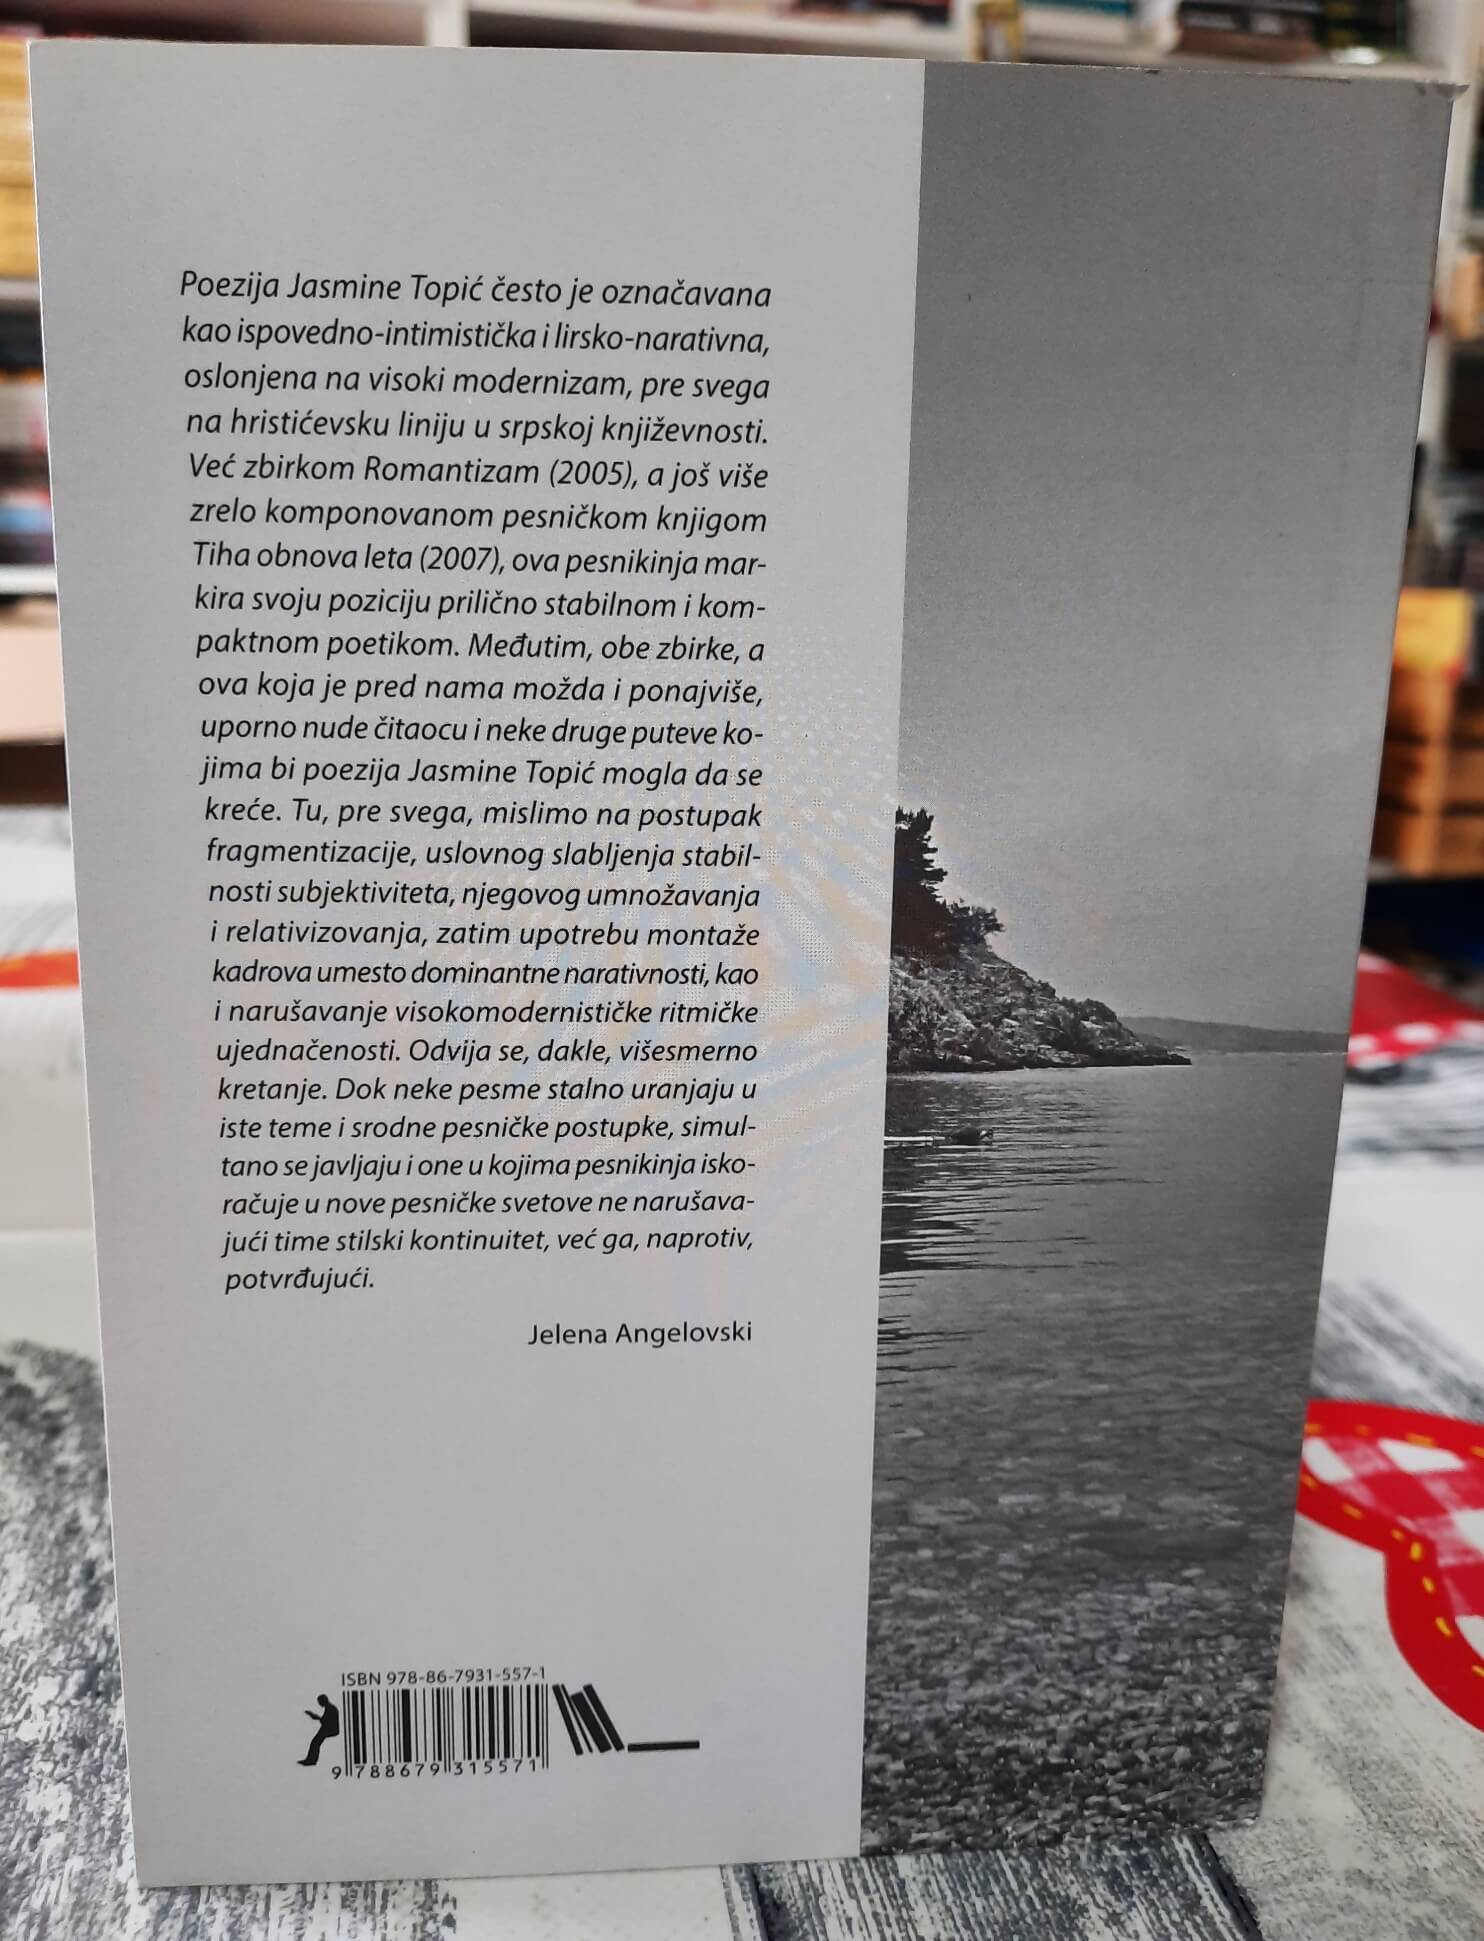 Poezija Jasmine Topić često je označavana
kao ispovedno-intimistička i lirsko-narativna,
oslonjena na visoki modernizam, pre svega
na hristićevsku liniju u srpskoj književnosti.
Već zbirkom Romantizam (2005), a još više
zrelo komponovanom pesničkom knjigom
Tiha obnova leta (2007), ova pesnikinja mar-
kira svoju poziciju prilično stabilnom i kom-
paktnom poetikom. Međutim, obe zbirke, a
ova koja je pred nama možda i ponajviše,
uporno nude čitaocu i neke druge puteve ko-
jima bi poezija Jasmine Topić mogla da se
kreće. Tu, pre svega, mislimo na postupak
fragmentizacije, uslovnog slabljenja stabil-
nosti subjektiviteta, njegovog umnožavanja
i relativizovanja, zatim upotrebu montaže
kadrova umesto dominantne narativnosti, kao
i narušavanje visokomodernističke ritmičke
ujednačenosti. Odvija se, dakle, višesmerno
kretanje. Dok neke pesme stalno uranjaju u
iste teme i srodne pesničke postupke, simul-
tano se javljaju i one u kojima pesnikinja isko-
račuje u nove pesničke svetove ne narušava-
jući time stilski kontinuitet, već ga, naprotiv,
potvrđujući.
Jelena Angelovski
ISBN 978-86-7931-557-1
9 788679 315571